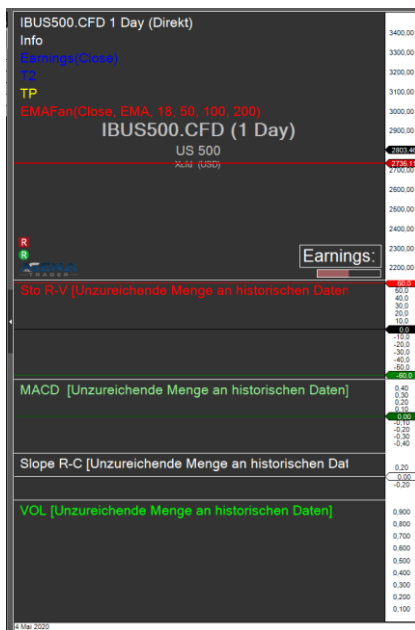 IBUS500.CFD 1 Day (Direkt)
Info
Earnings(Close)
T2
TP
EMAFan(Close, EMA, 18, 50, 100, 200)
IBUS500.CFD (1 Day)
US 500
(USD)
3400,00
3300,00
3200,00
3100,00
3000,00
2900,00
2803,46
2736,11
2700,00
2600,00
2500,00
2400,00
2300,00
2200,00
R
R
TRADER
Earnings:
Sto R-V [Unzureichende Menge an historischen Daten
60,0
50,0
40,0
30,0
20,0
10,0
0,0
-10,0
-20,0
-30,0
-40,0
-50,0
-60,0
MACD [Unzureichende Menge an historischen Daten]
0,40
0,30
0,20
0,10
0,00
-0,10
-0,20
-0,30
-0,40
Slope R-C [Unzureichende Menge an historischen Dat
0,20
0,00
-0,20
VOL [Unzureichende Menge an historischen Daten]
0,900
0,800
0,700
0,600
0,500
0,400
0,300
0,200
0,100
4 Mai 2020